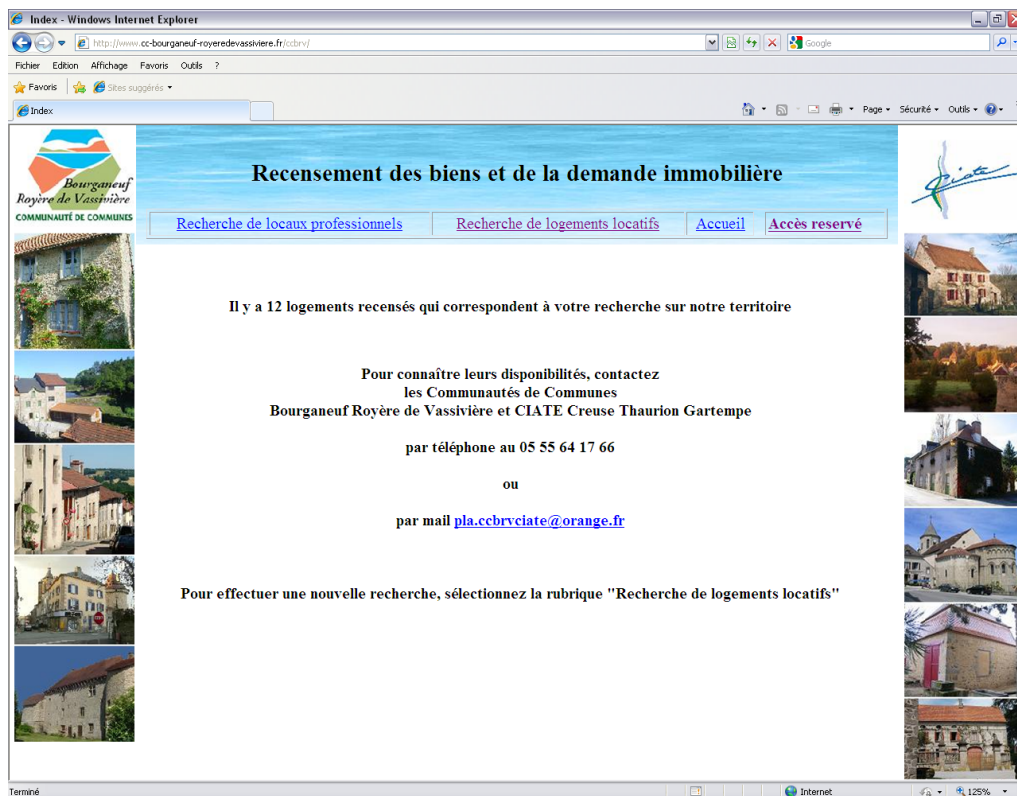 Index - Windows Internet Explorer
http://www.cc-bourganeuf-royeredevassiviere.fr/ccbrv/
Google
Fichier Edition Affichage Favoris Outils ?
Favoris Sites suggérés
Index
Page Sécurité Outils
Bourganeuf
Royère de Vassivière
COMMUNAUTÉ DE COMMUNES
Recensement des biens et de la demande immobilière
ciate
Recherche de locaux professionnels Recherche de logements locatifs Accueil Accès reservé
Il y a 12 logements recensés qui correspondent à votre recherche sur notre territoire
Pour connaître leurs disponibilités, contactez
les Communautés de Communes
Bourganeuf Royère de Vassivière et CIATE Creuse Thaurion Gartempe
par téléphone au 05 55 64 17 66
ou
par mail pla.ccbrvciate@orange.fr
Pour effectuer une nouvelle recherche, sélectionnez la rubrique "Recherche de logements locatifs"
Terminé
Internet
125%